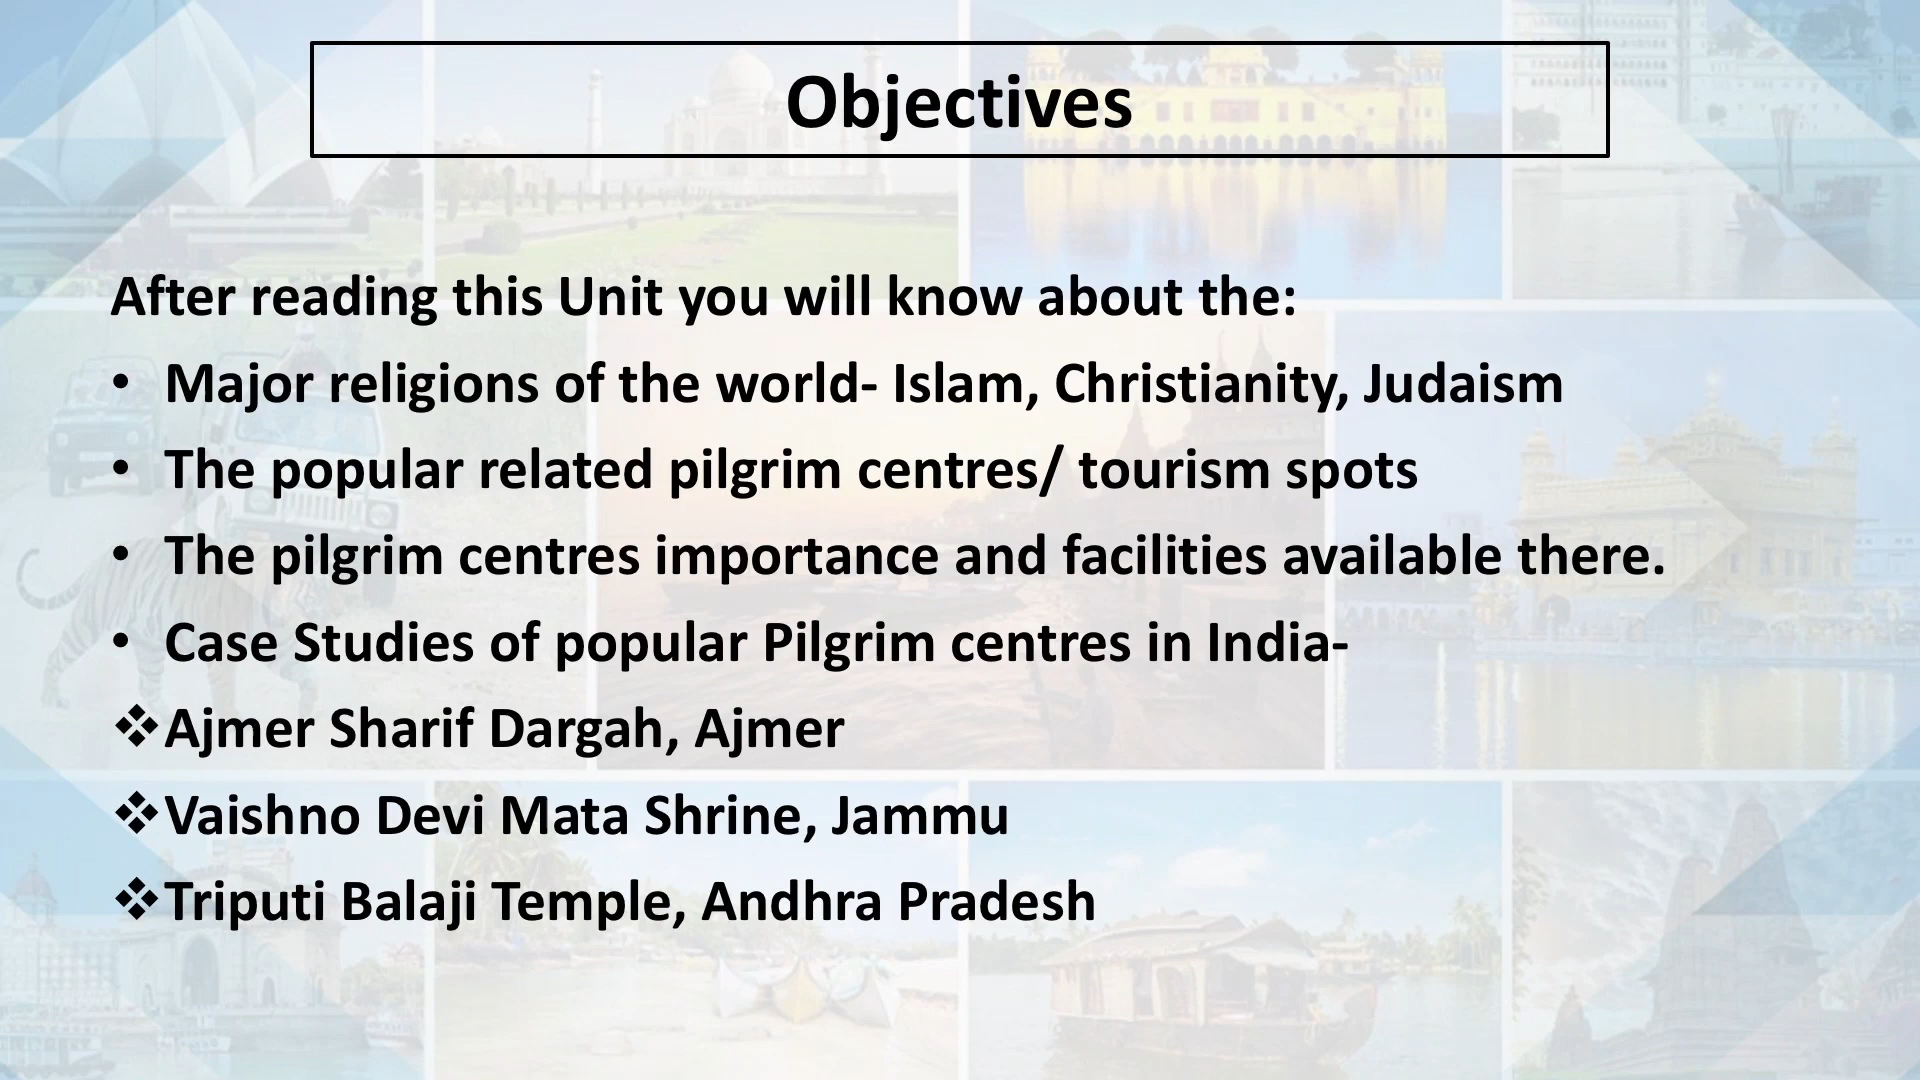 Objectives
After reading this Unit you will know about the:
• Major religions of the world- Islam, Christianity, Judaism
• The popular related pilgrim centres/ tourism spots
• The pilgrim centres importance and facilities available there.
• Case Studies of popular Pilgrim centres in India-
❖Ajmer Sharif Dargah, Ajmer
❖Vaishno Devi Mata Shrine, Jammu
❖Triputi Balaji Temple, Andhra Pradesh